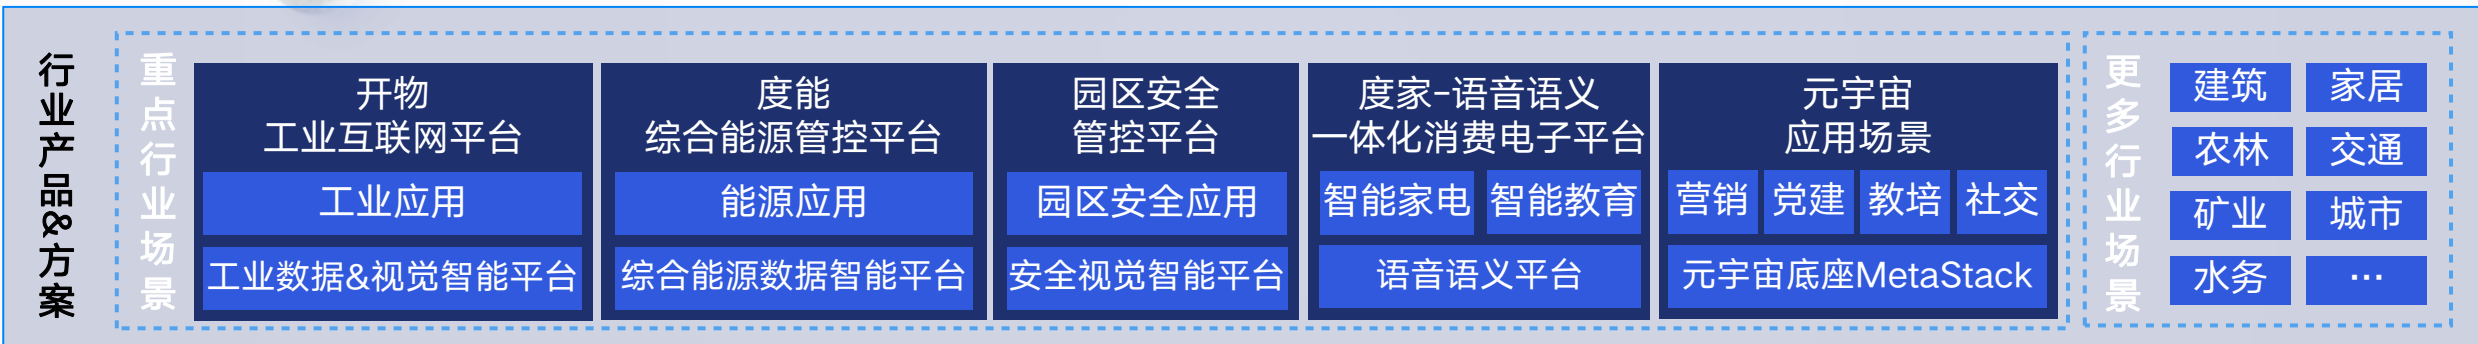 行业产品&方案
重点行业场景
开物
工业互联网平台
工业应用
工业数据&视觉智能平台
度能
综合能源管控平台
能源应用
综合能源数据智能平台
园区安全
管控平台
园区安全应用
安全视觉智能平台
度家-语音语义
一体化消费电子平台
智能家电
智能教育
语音语义平台
元宇宙
应用场景
营销
党建
教培
社交
元宇宙底座MetaStack
更多行业场景
建筑
家居
农林
交通
矿业
城市
水务
…